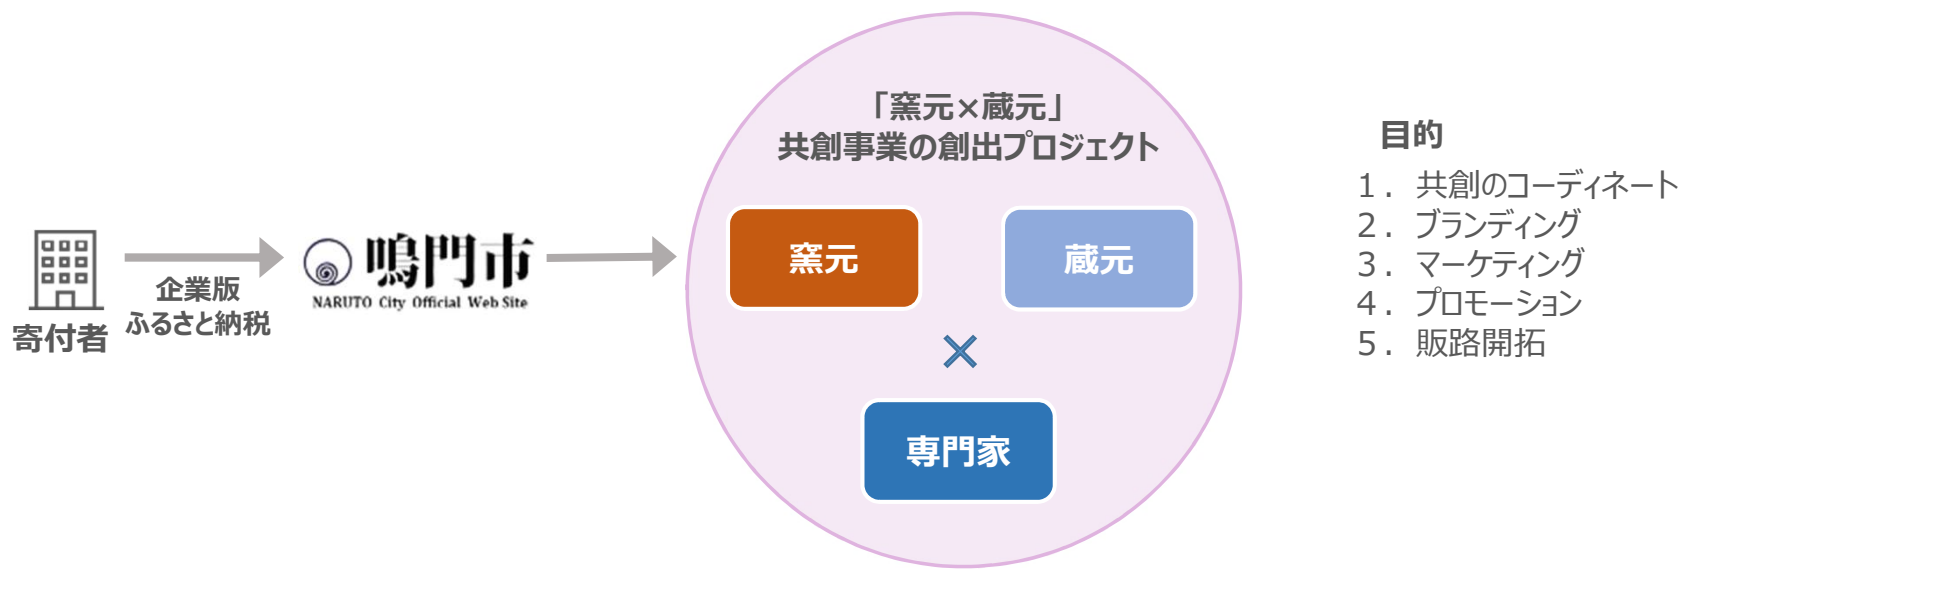 寄付者
企業版
ふるさと納税
鳴門市
NARUTO City Official Web Site
「窯元×蔵元」
共創事業の創出プロジェクト
窯元
蔵元
×
専門家
目的
１．共創のコーディネート
２．ブランディング
３．マーケティング
４．プロモーション
５．販路開拓